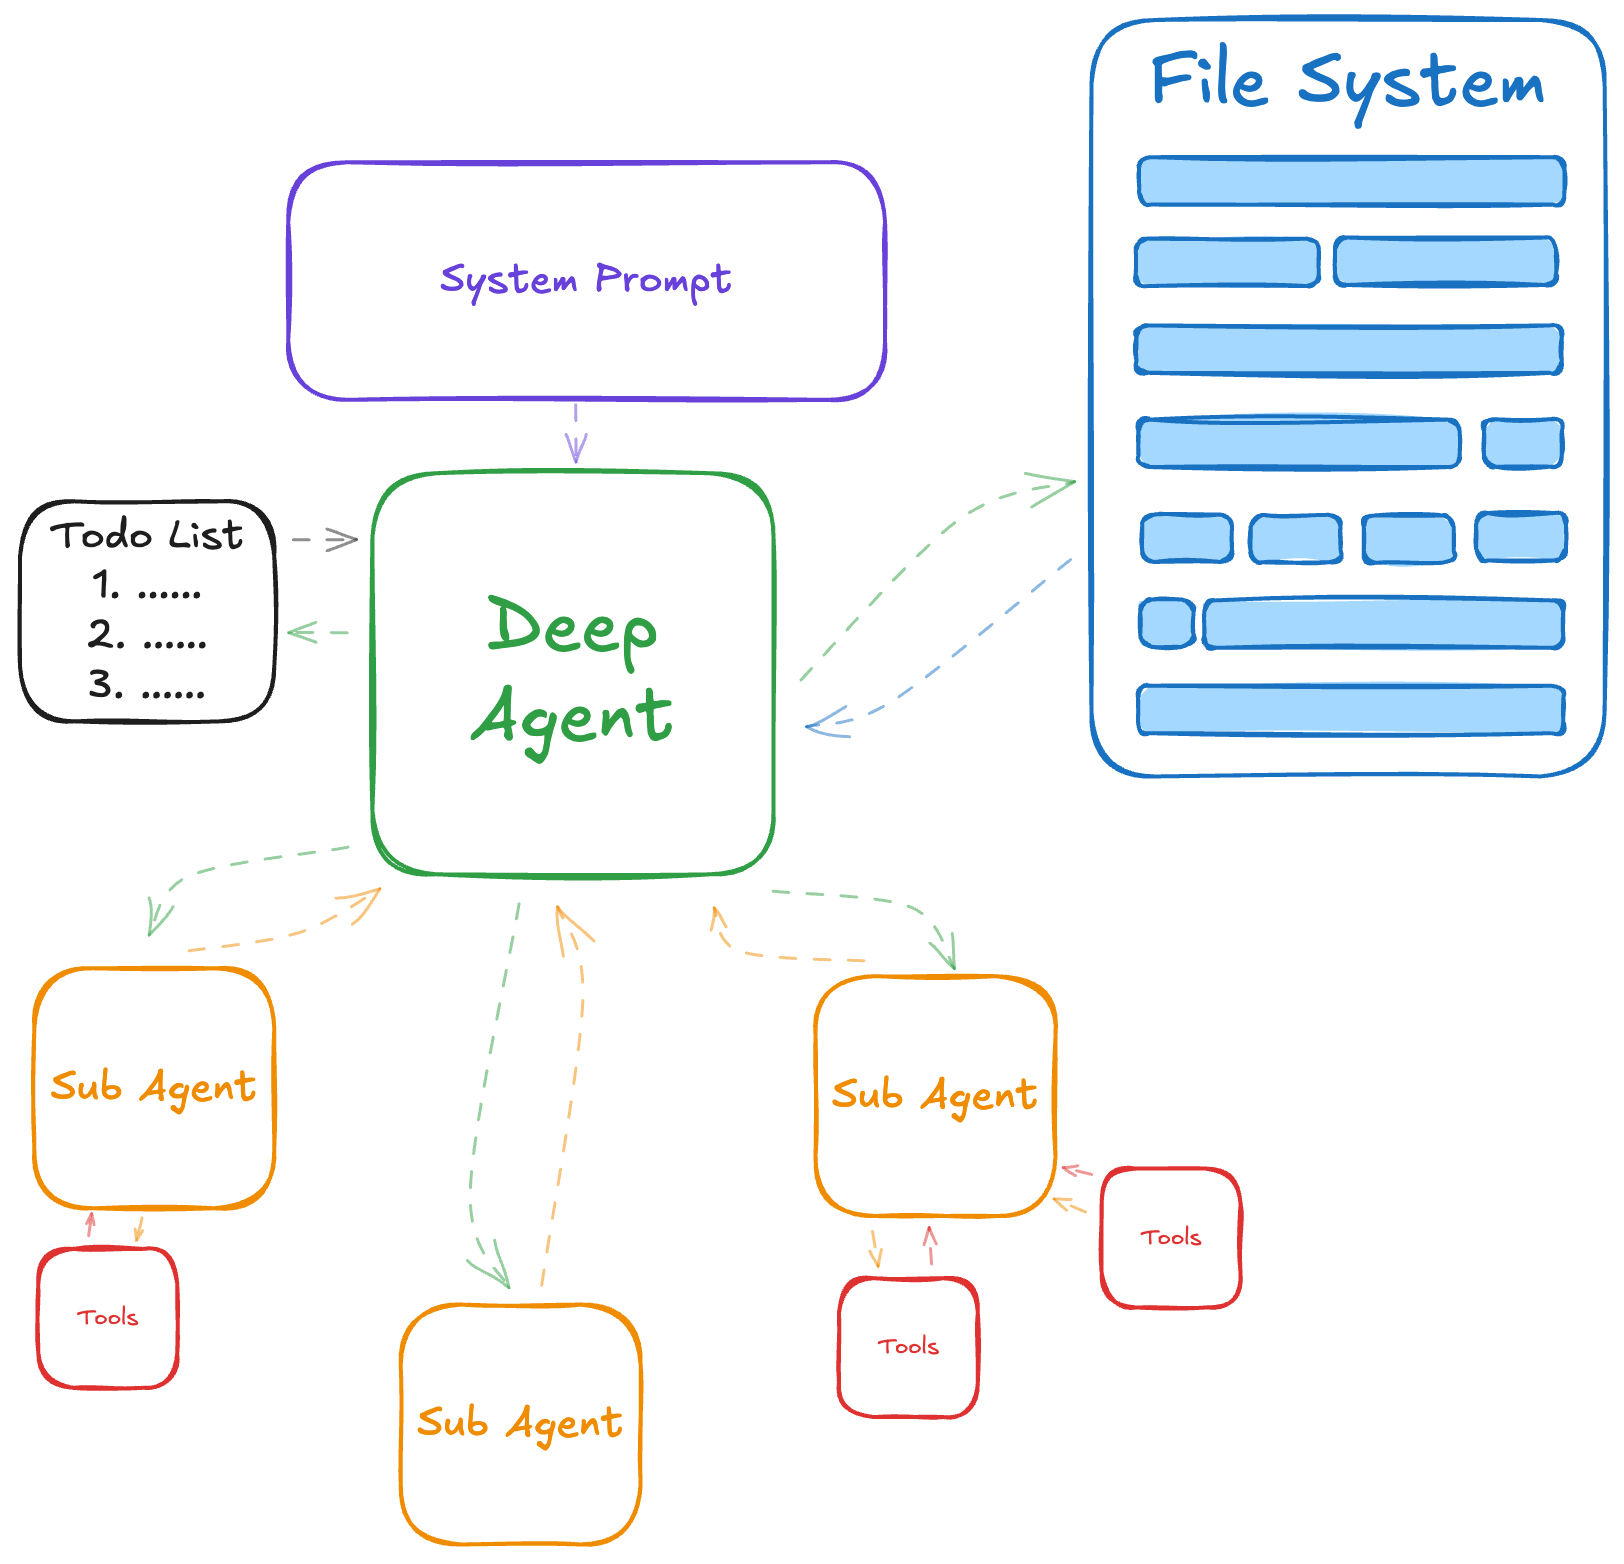 File System
System Prompt
Todo List
1. ......
2. ......
3. ......
Deep
Agent
Sub Agent
Sub Agent
Tools
Tools
Tools
Sub Agent